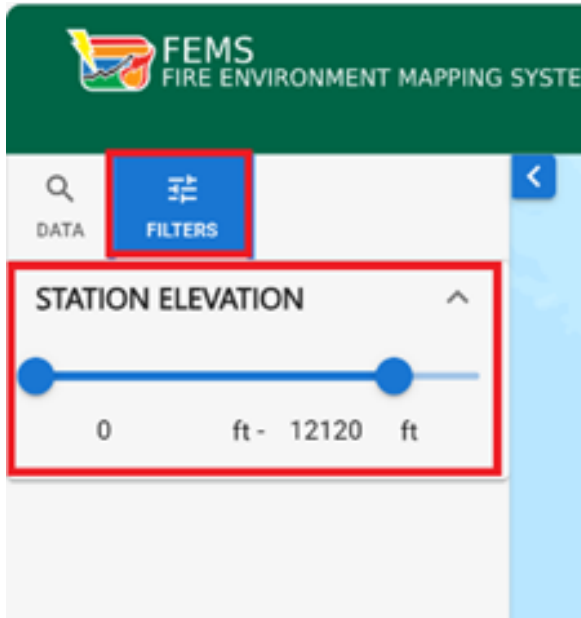 FEMS
FIRE ENVIRONMENT MAPPING SYSTE
DATA
FILTERS
STATION ELEVATION
0 ft - 12120 ft